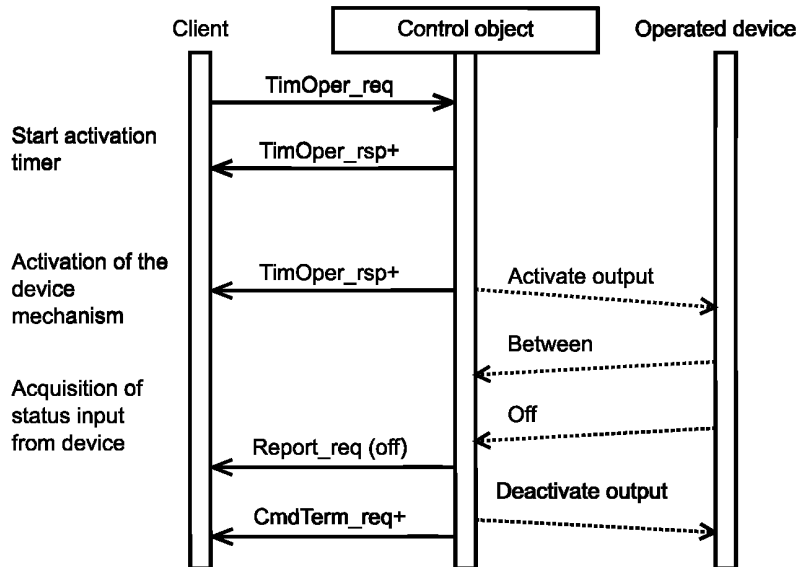 Client
Control object
Operated device
TimOper_req
Start activation
timer
TimOper_rsp+
Activation of the
device
mechanism
TimOper_rsp+
Activate output
Between
Acquisition of
status input
from device
Off
Report_req (off)
Deactivate output
CmdTerm_req+